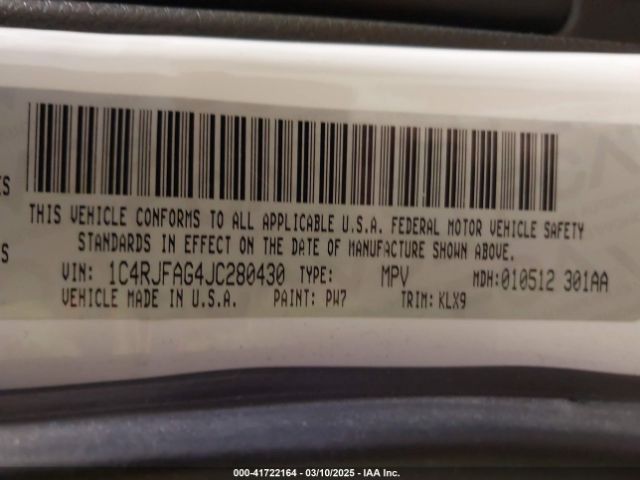 ES
S
THIS VEHICLE CONFORMS TO ALL APPLICABLE U.S.A. FEDERAL MOTOR VEHICLE SAFETY
STANDARDS IN EFFECT ON THE DATE OF MANUFACTURE SHOWN ABOVE.
VIN: 1C4RJFAG4JC280430 TYPE: MPV MDH:010512 301AA
VEHICLE MADE IN U.S.A. PAINT: PW7 TRIM: KLX9
000-41722164 — 03/10/2025 — IAA Inc.